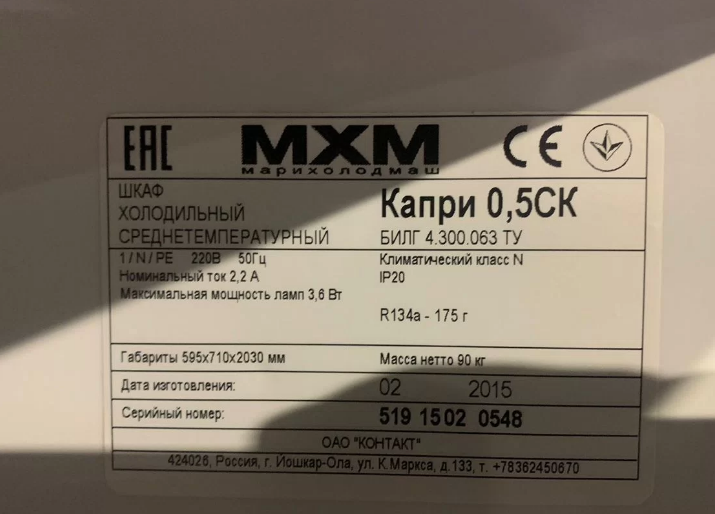 EAC МХМ CE
марихолодмаш
ШКАФ
ХОЛОДИЛЬНЫЙ
СРЕДНЕТЕМПЕРАТУРНЫЙ
Капри 0,5СК
БИЛГ 4.300.063 ТУ
1 / N / PE 220В 50Гц
Номинальный ток 2,2 А
Максимальная мощность ламп 3,6 Вт
Климатический класс N
IP20
R134a - 175 г
Габариты 595х710х2030 мм
Масса нетто 90 кг
Дата изготовления: 02 2015
Серийный номер: 519 1502 0548
ОАО "КОНТАКТ"
424026, Россия, г. Йошкар-Ола, ул. К.Маркса, д.133, т. +78362450670